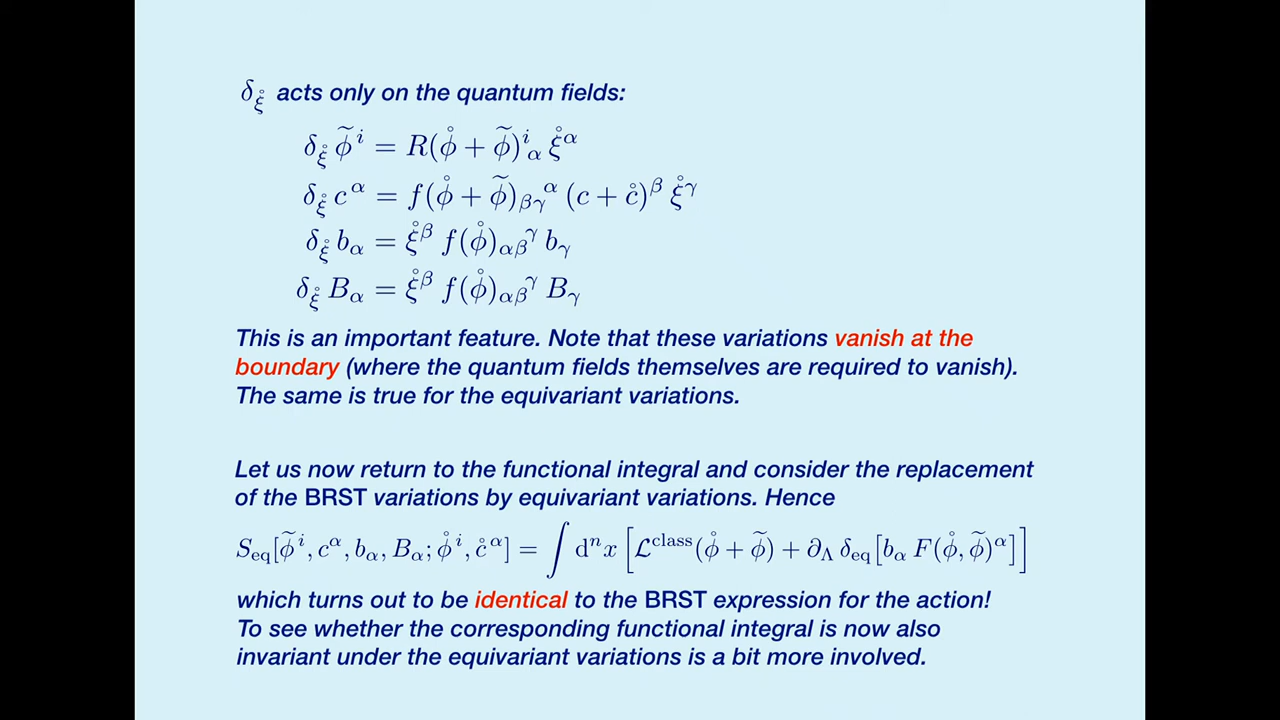 δ_ξ̊ acts only on the quantum fields:
δ_ξ̊ φ̃^i = R(φ̊ + φ̃)^i_α ξ̊^α
δ_ξ̊ c^α = f(φ̊ + φ̃)_βγ^α (c + c̊)^β ξ̊^γ
δ_ξ̊ b_α = ξ̊^β f(φ̊)_αβ^γ b_γ
δ_ξ̊ B_α = ξ̊^β f(φ̊)_αβ^γ B_γ
This is an important feature. Note that these variations vanish at the
boundary (where the quantum fields themselves are required to vanish).
The same is true for the equivariant variations.
Let us now return to the functional integral and consider the replacement
of the BRST variations by equivariant variations. Hence
S_eq[φ̃^i, c^α, b_α, B_α; φ̊^i, c̊^α] = ∫ d^n x [ℒ^class(φ̊ + φ̃) + ∂_Λ δ_eq[b_α F(φ̊, φ̃)^α]]
which turns out to be identical to the BRST expression for the action!
To see whether the corresponding functional integral is now also
invariant under the equivariant variations is a bit more involved.